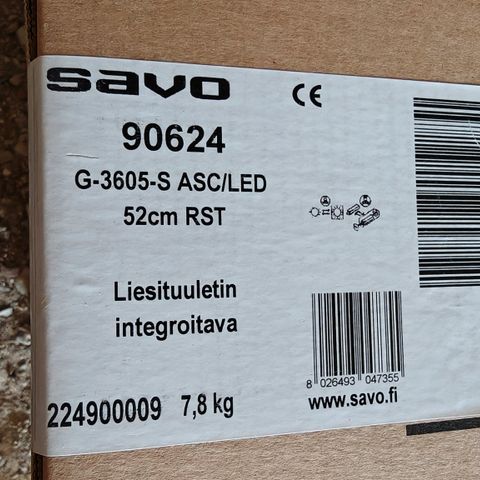 savo
CE
90624
G-3605-S ASC/LED
52cm RST
Liesituuletin
integroitava
8 026493 047355
224900009 7,8 kg
www.savo.fi